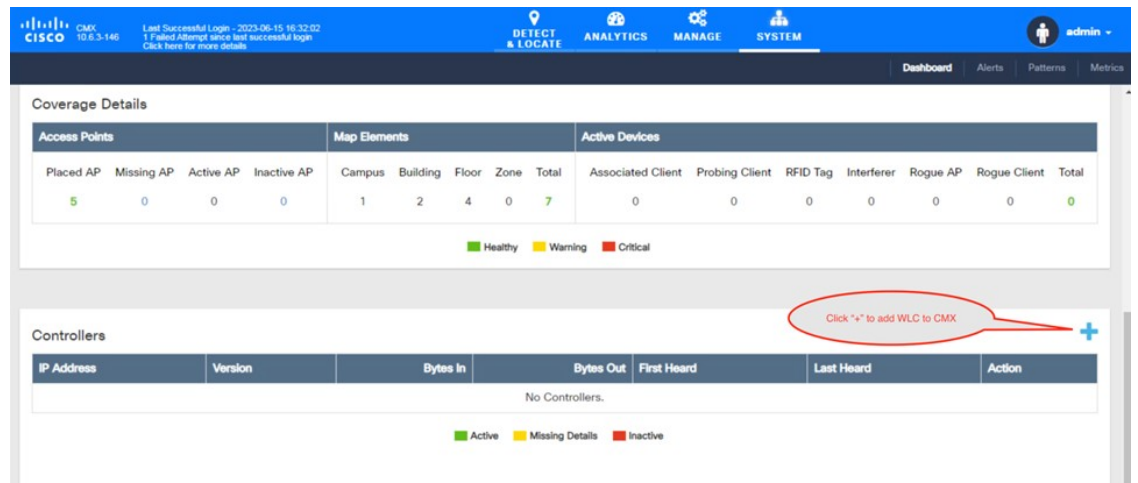 CISCO CMX 10.6.3-146
Last Successful Login - 2023-06-15 16:32:02
1 Failed Attempt since last successful login
Click here for more details
DETECT & LOCATE
ANALYTICS
MANAGE
SYSTEM
admin
Dashboard Alerts Patterns Metrics
Coverage Details
Access Points Map Elements Active Devices
Placed AP Missing AP Active AP Inactive AP Campus Building Floor Zone Total Associated Client Probing Client RFID Tag Interferer Rogue AP Rogue Client Total
5 0 0 0 1 2 4 0 7 0 0 0 0 0 0 0
Healthy Warning Critical
Click "+" to add WLC to CMX
Controllers
IP Address Version Bytes In Bytes Out First Heard Last Heard Action
No Controllers.
Active Missing Details Inactive